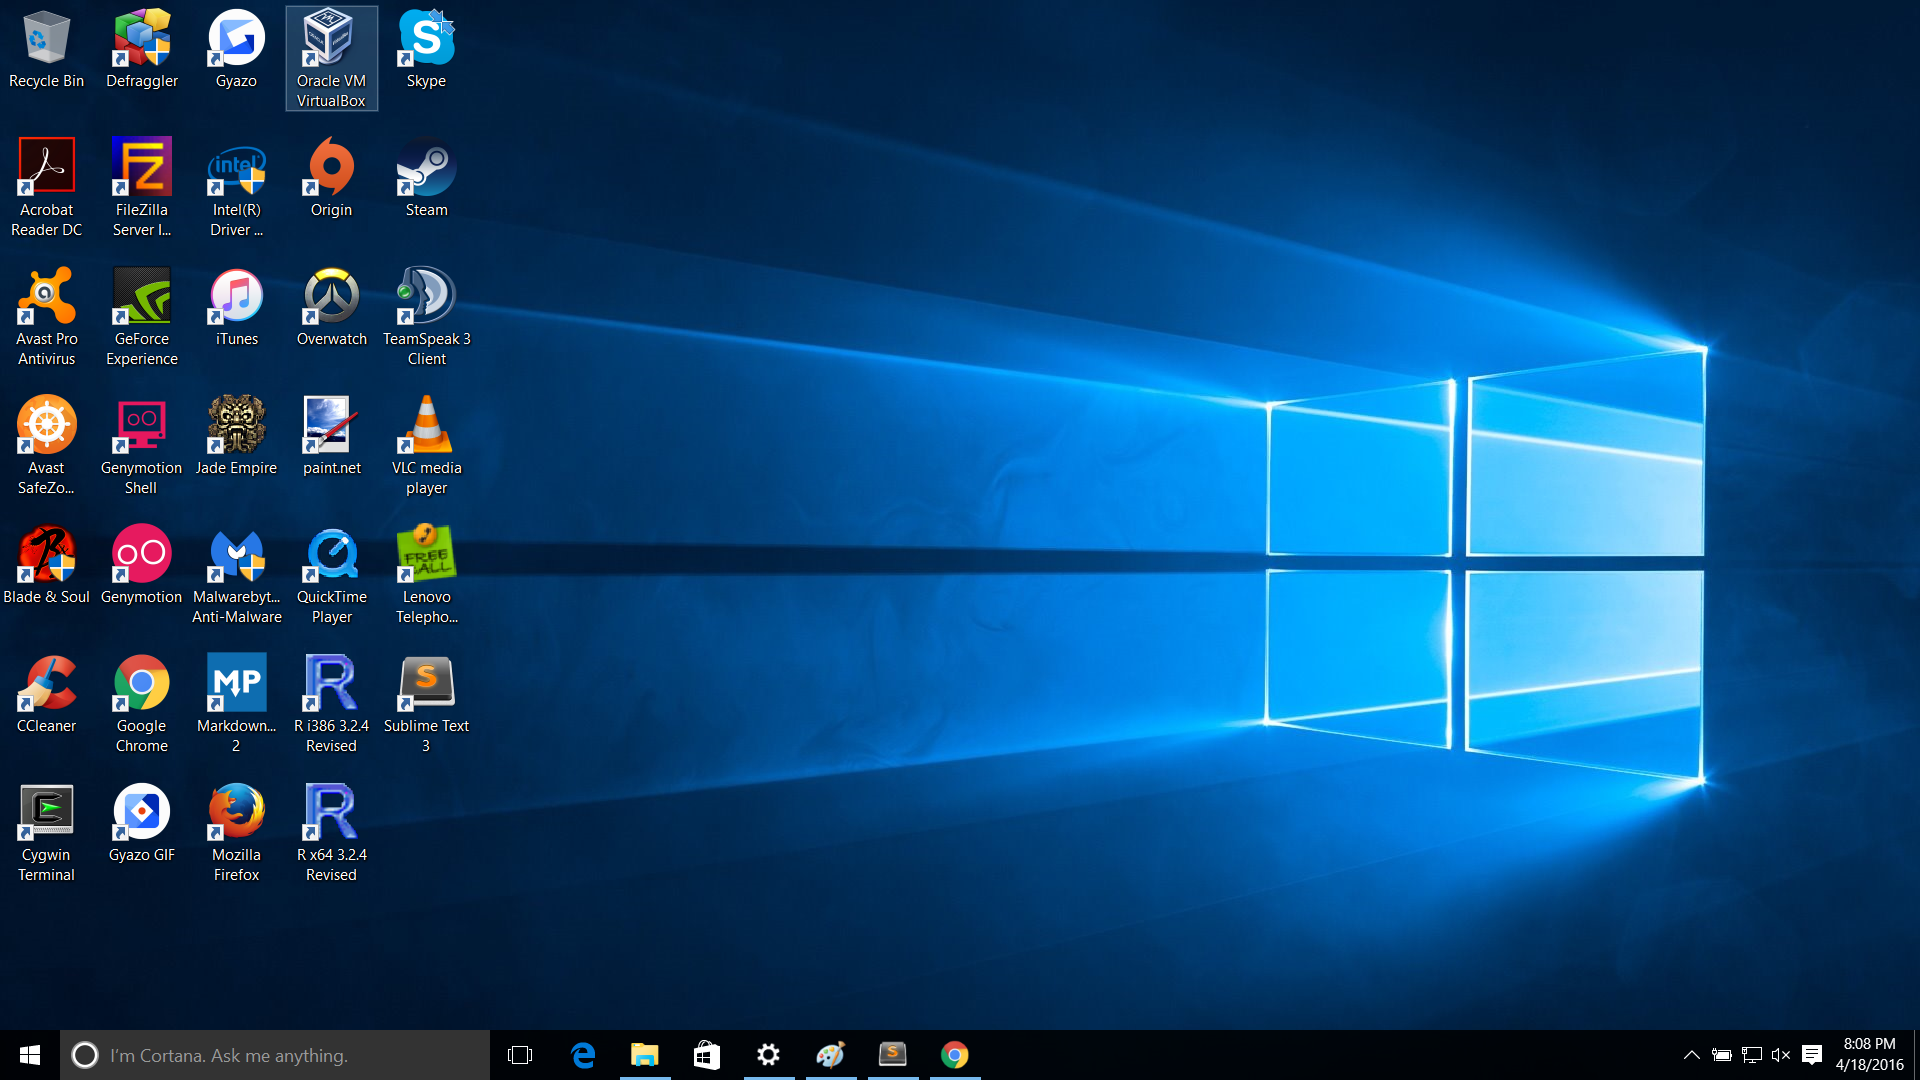 Recycle Bin
Defraggler
Gyazo
Oracle VM
VirtualBox
Skype
Acrobat
Reader DC
FileZilla
Server I...
intel
Intel(R)
Driver ...
Origin
Steam
Avast Pro
Antivirus
GeForce
Experience
iTunes
Overwatch
TeamSpeak 3
Client
Avast
SafeZo...
Genymotion
Shell
Jade Empire
paint.net
VLC media
player
Blade & Soul
Genymotion
Malwarebyt...
Anti-Malware
QuickTime
Player
FREE
CALL
Lenovo
Telepho...
CCleaner
Google
Chrome
MP
Markdown...
2
R i386 3.2.4
Revised
S
Sublime Text
3
Cygwin
Terminal
Gyazo GIF
Mozilla
Firefox
R x64 3.2.4
Revised
I'm Cortana. Ask me anything.
8:08 PM
4/18/2016